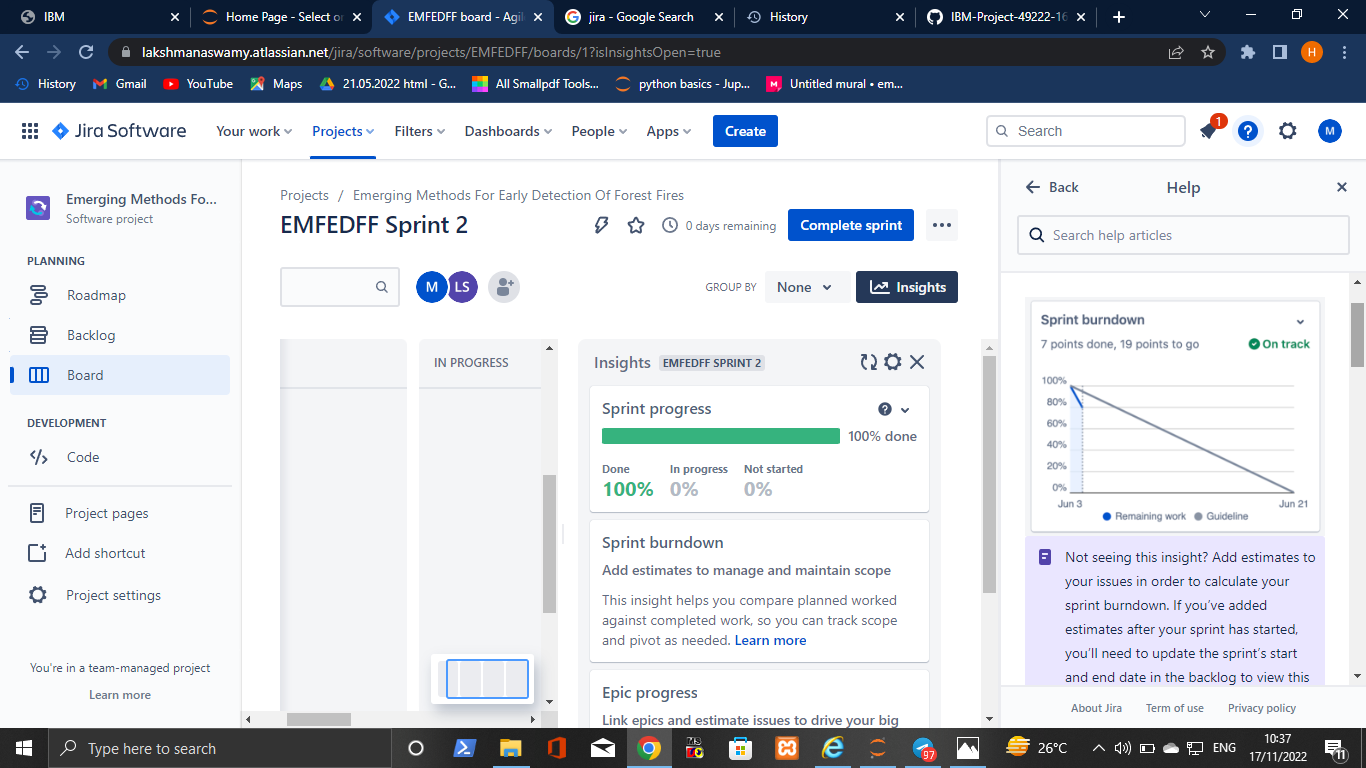 IBM
Home Page - Select or
EMFEDFF board - Agil
jira - Google Search
History
IBM-Project-49222-16
lakshmanaswamy.atlassian.net/jira/software/projects/EMFEDFF/boards/1?isInsightsOpen=true
H
History
Gmail
YouTube
Maps
21.05.2022 html - G...
All Smallpdf Tools...
python basics - Jup...
Untitled mural • em...
Jira Software
Your work
Projects
Filters
Dashboards
People
Apps
Create
Search
1
M
Emerging Methods Fo...
Software project
PLANNING
Roadmap
Backlog
Board
DEVELOPMENT
Code
Project pages
Add shortcut
Project settings
You're in a team-managed project
Learn more
Projects / Emerging Methods For Early Detection Of Forest Fires
EMFEDFF Sprint 2
0 days remaining
Complete sprint
M
LS
GROUP BY
None
Insights
IN PROGRESS
Insights EMFEDFF SPRINT 2
Sprint progress
100% done
Done In progress Not started
100% 0% 0%
Sprint burndown
Add estimates to manage and maintain scope
This insight helps you compare planned worked
against completed work, so you can track scope
and pivot as needed. Learn more
Epic progress
Link epics and estimate issues to drive your big
Back
Help
Search help articles
Sprint burndown
7 points done, 19 points to go
On track
100%
80%
60%
40%
20%
0%
Jun 3
Jun 21
Remaining work
Guideline
Not seeing this insight? Add estimates to
your issues in order to calculate your
sprint burndown. If you've added
estimates after your sprint has started,
you'll need to update the sprint's start
and end date in the backlog to view this
About Jira
Term of use
Privacy policy
Type here to search
97
26°C
ENG
10:37
17/11/2022
11